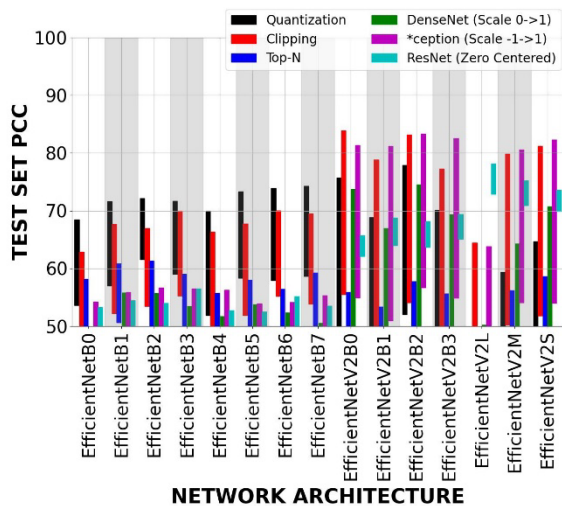 Quantization
Clipping
Top-N
DenseNet (Scale 0->1)
*ception (Scale -1->1)
ResNet (Zero Centered)
TEST SET PCC
100
90
80
70
60
50
EfficientNetB0
EfficientNetB1
EfficientNetB2
EfficientNetB3
EfficientNetB4
EfficientNetB5
EfficientNetB6
EfficientNetB7
EfficientNetV2B0
EfficientNetV2B1
EfficientNetV2B2
EfficientNetV2B3
EfficientNetV2L
EfficientNetV2M
EfficientNetV2S
NETWORK ARCHITECTURE